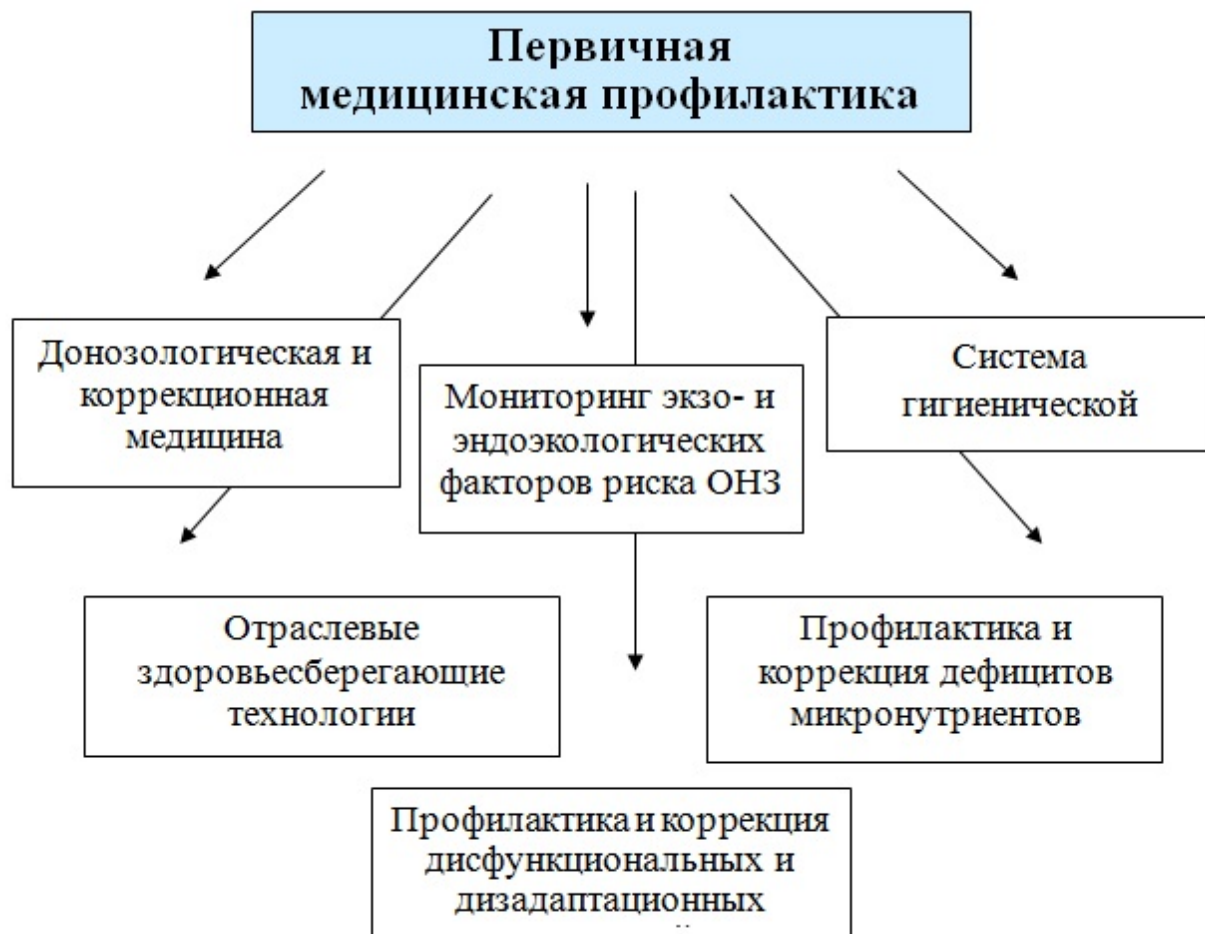 Первичная
медицинская профилактика
Донозологическая и
коррекционная
медицина
Мониторинг экзо- и
эндоэкологических
факторов риска ОНЗ
Система
гигиенической
Отраслевые
здоровьесберегающие
технологии
Профилактика и
коррекция дефицитов
микронутриентов
Профилактика и коррекция
дисфункциональных и
дизадаптационных